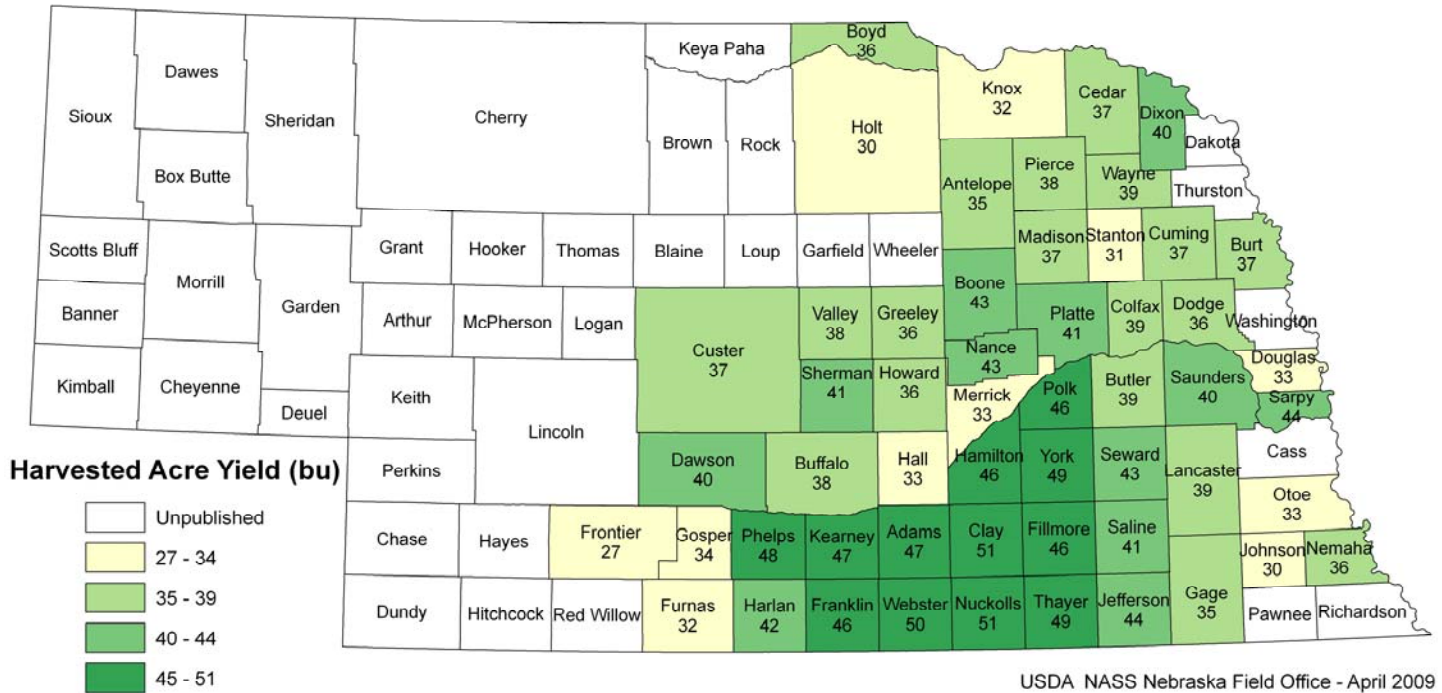 Boyd
36
Keya Paha
Dawes
Knox
32
Cedar
37
Dixon
40
Sioux
Sheridan
Cherry
Brown
Rock
Holt
30
Dakota
Box Butte
Antelope
35
Pierce
38
Wayne
39
Thurston
Scotts Bluff
Morrill
Grant
Hooker
Thomas
Blaine
Loup
Garfield
Wheeler
Madison
37
Stanton
31
Cuming
37
Burt
37
Banner
Garden
Arthur
McPherson
Logan
Custer
37
Valley
38
Greeley
36
Boone
43
Platte
41
Colfax
39
Dodge
36
Washington
Kimball
Cheyenne
Deuel
Keith
Lincoln
Sherman
41
Howard
36
Nance
43
Merrick
33
Polk
46
Butler
39
Saunders
40
Douglas
33
Sarpy
44
Perkins
Dawson
40
Buffalo
38
Hall
33
Hamilton
46
York
49
Seward
43
Lancaster
39
Cass
Otoe
33
Chase
Hayes
Frontier
27
Gosper
34
Phelps
48
Kearney
47
Adams
47
Clay
51
Fillmore
46
Saline
41
Johnson
30
Nemaha
36
Dundy
Hitchcock
Red Willow
Furnas
32
Harlan
42
Franklin
46
Webster
50
Nuckolls
51
Thayer
49
Jefferson
44
Gage
35
Pawnee
Richardson
Harvested Acre Yield (bu)
Unpublished
27 - 34
35 - 39
40 - 44
45 - 51
USDA NASS Nebraska Field Office - April 2009